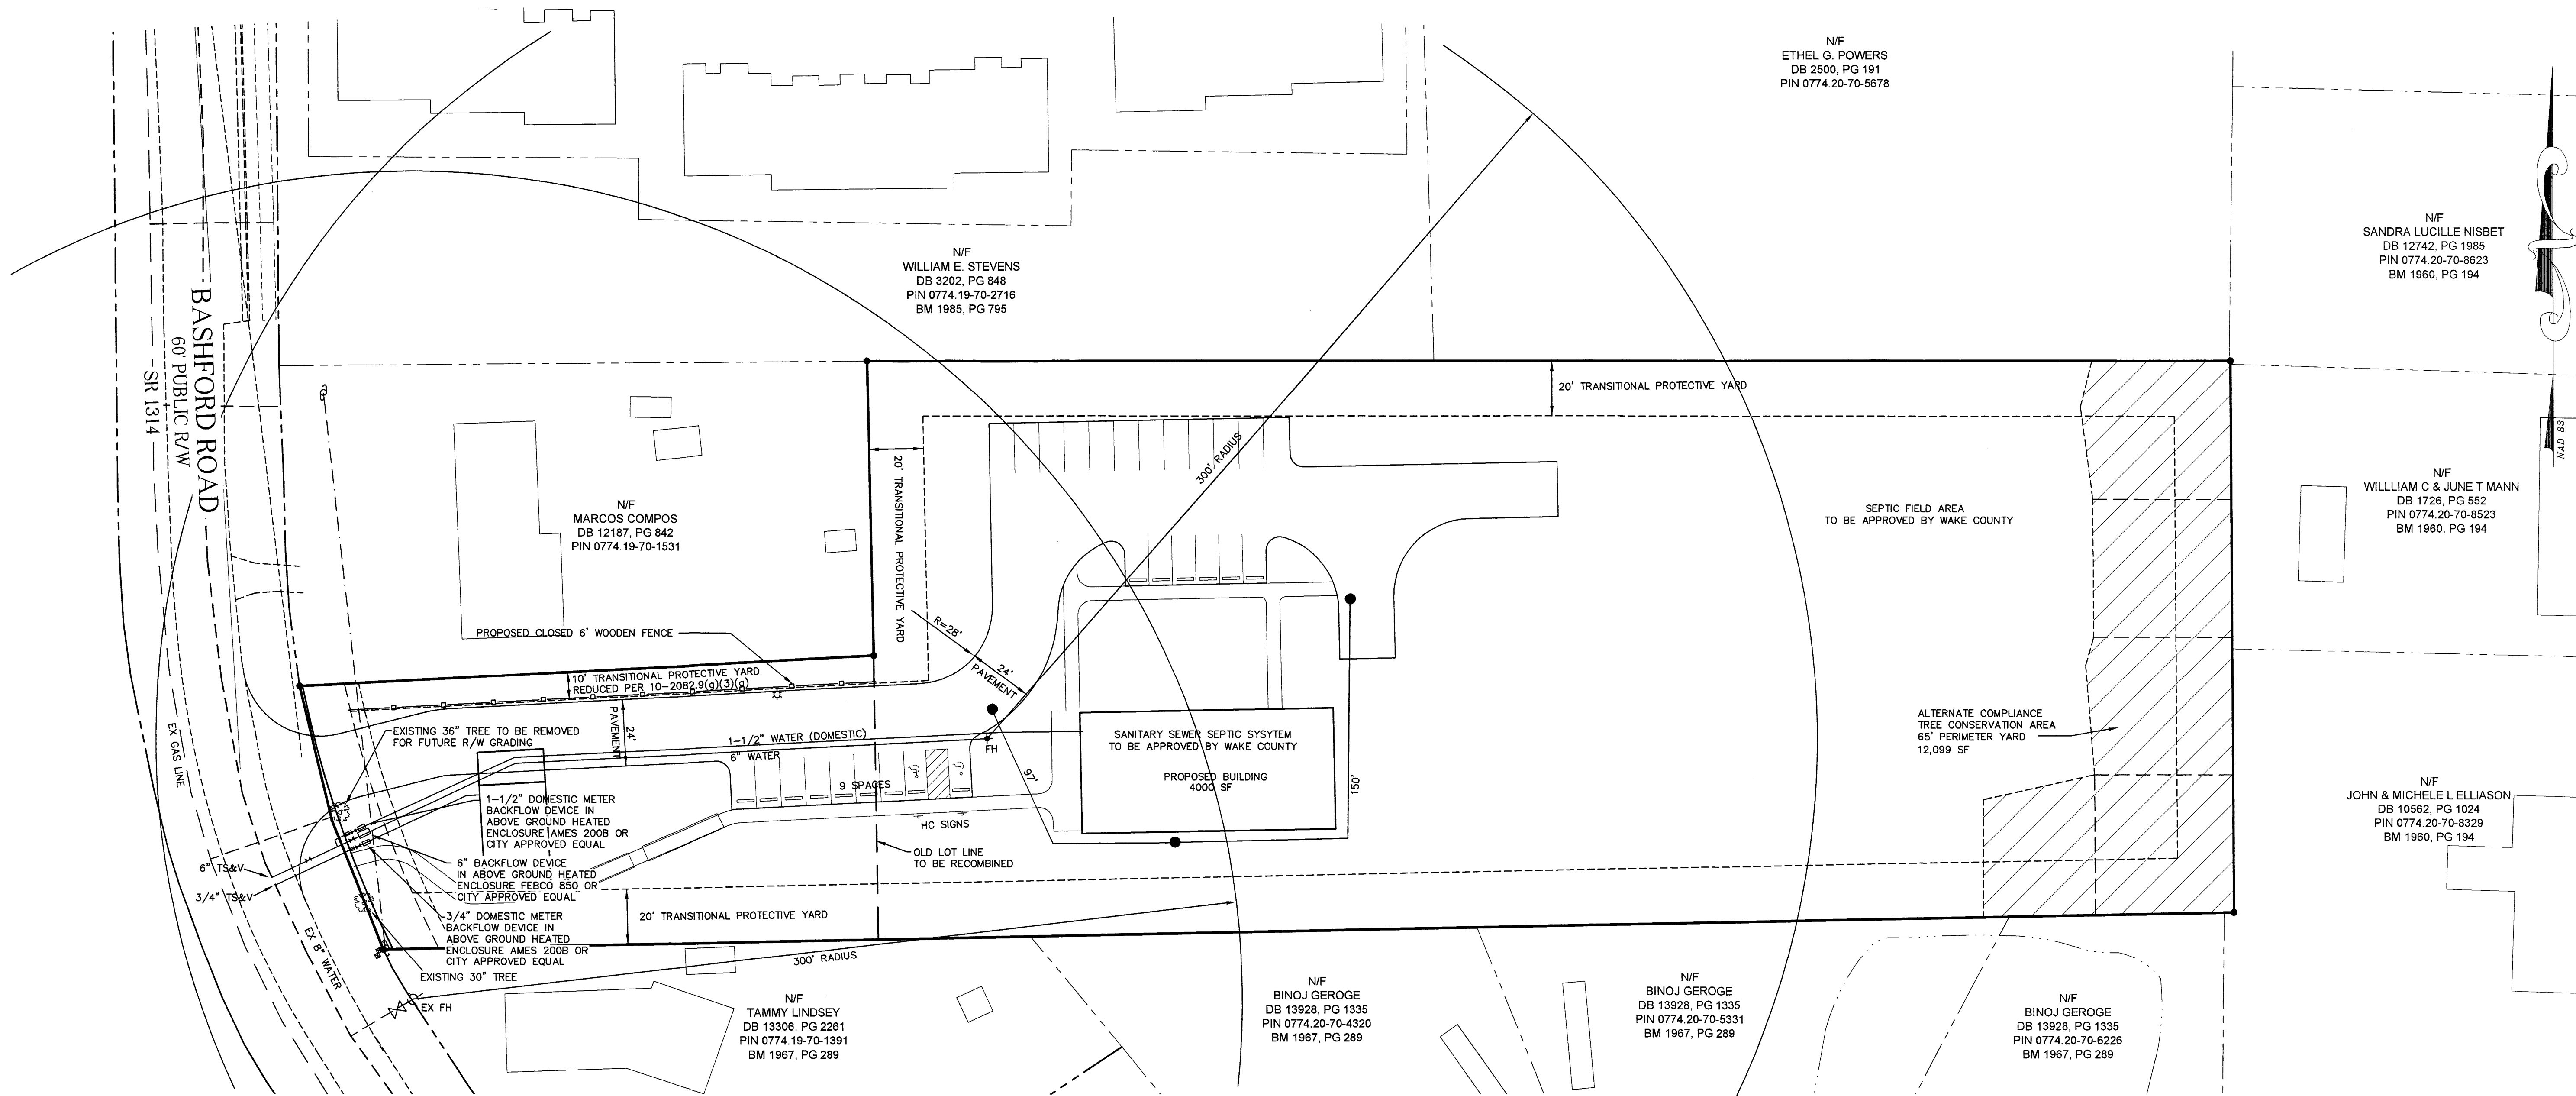 N/F
ETHEL G. POWERS
DB 2500, PG 191
PIN 0774.20-70-5678
N/F
SANDRA LUCILLE NISBET
DB 12742, PG 1985
PIN 0774.20-70-8623
BM 1960, PG 194
NAD 83
N/F
WILLIAM E. STEVENS
DB 3202, PG 848
PIN 0774.19-70-2716
BM 1985, PG 795
BASHFORD ROAD
60' PUBLIC R/W
SR 1314
20' TRANSITIONAL PROTECTIVE YARD
20' TRANSITIONAL PROTECTIVE YARD
300' RADIUS
N/F
MARCOS COMPOS
DB 12187, PG 842
PIN 0774.19-70-1531
SEPTIC FIELD AREA
TO BE APPROVED BY WAKE COUNTY
N/F
WILLLIAM C & JUNE T MANN
DB 1726, PG 552
PIN 0774.20-70-8523
BM 1960, PG 194
PROPOSED CLOSED 6' WOODEN FENCE
R=28'
24'
PAVEMENT
10' TRANSITIONAL PROTECTIVE YARD
REDUCED PER 10-2082.9(g)(3)(g)
24'
PAVEMENT
EX GAS LINE
EXISTING 36" TREE TO BE REMOVED
FOR FUTURE R/W GRADING
1-1/2" WATER (DOMESTIC)
6" WATER
FH
97'
SANITARY SEWER SEPTIC SYSYTEM
TO BE APPROVED BY WAKE COUNTY
PROPOSED BUILDING
4000 SF
150'
ALTERNATE COMPLIANCE
TREE CONSERVATION AREA
65' PERIMETER YARD
12,099 SF
9 SPACES
HC SIGNS
1-1/2" DOMESTIC METER
BACKFLOW DEVICE IN
ABOVE GROUND HEATED
ENCLOSURE AMES 200B OR
CITY APPROVED EQUAL
OLD LOT LINE
TO BE RECOMBINED
6" BACKFLOW DEVICE
IN ABOVE GROUND HEATED
ENCLOSURE FEBCO 850 OR
CITY APPROVED EQUAL
6" TS&V
3/4" TS&V
3/4" DOMESTIC METER
BACKFLOW DEVICE IN
ABOVE GROUND HEATED
ENCLOSURE AMES 200B OR
CITY APPROVED EQUAL
20' TRANSITIONAL PROTECTIVE YARD
EXISTING 30" TREE
EX 8" WATER
EX FH
300' RADIUS
N/F
JOHN & MICHELE L ELLIASON
DB 10562, PG 1024
PIN 0774.20-70-8329
BM 1960, PG 194
N/F
TAMMY LINDSEY
DB 13306, PG 2261
PIN 0774.19-70-1391
BM 1967, PG 289
N/F
BINOJ GEROGE
DB 13928, PG 1335
PIN 0774.20-70-4320
BM 1967, PG 289
N/F
BINOJ GEROGE
DB 13928, PG 1335
PIN 0774.20-70-5331
BM 1967, PG 289
N/F
BINOJ GEROGE
DB 13928, PG 1335
PIN 0774.20-70-6226
BM 1967, PG 289